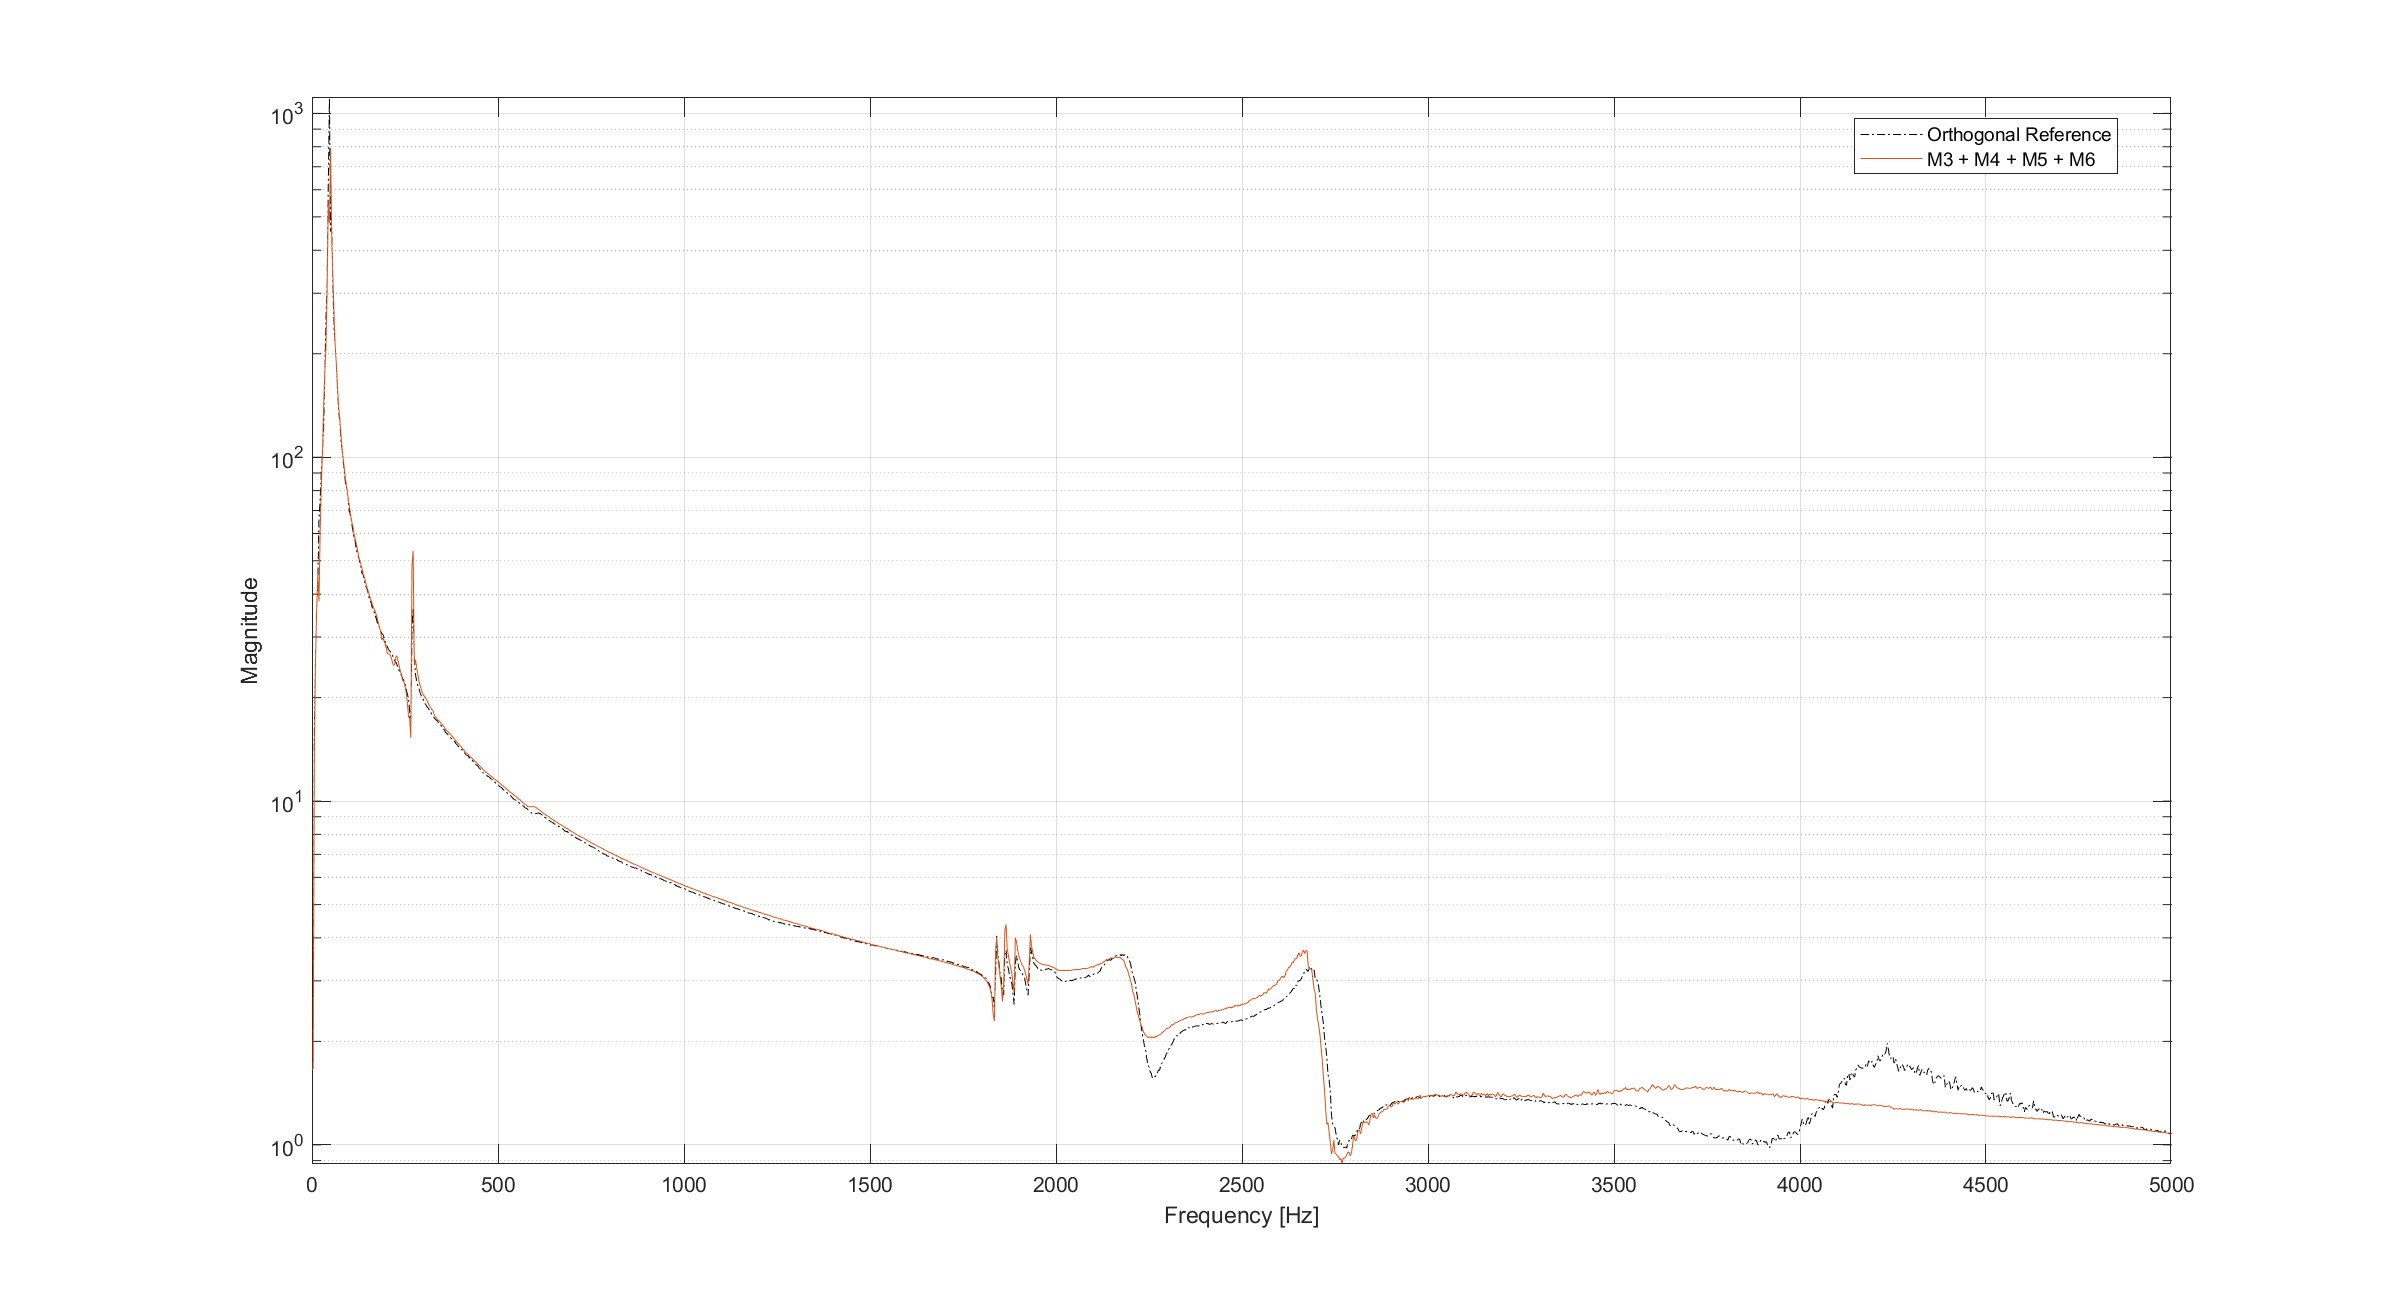 Orthogonal Reference
M3 + M4 + M5 + M6
10³
10²
10¹
10⁰
Magnitude
0 500 1000 1500 2000 2500 3000 3500 4000 4500 5000
Frequency [Hz]